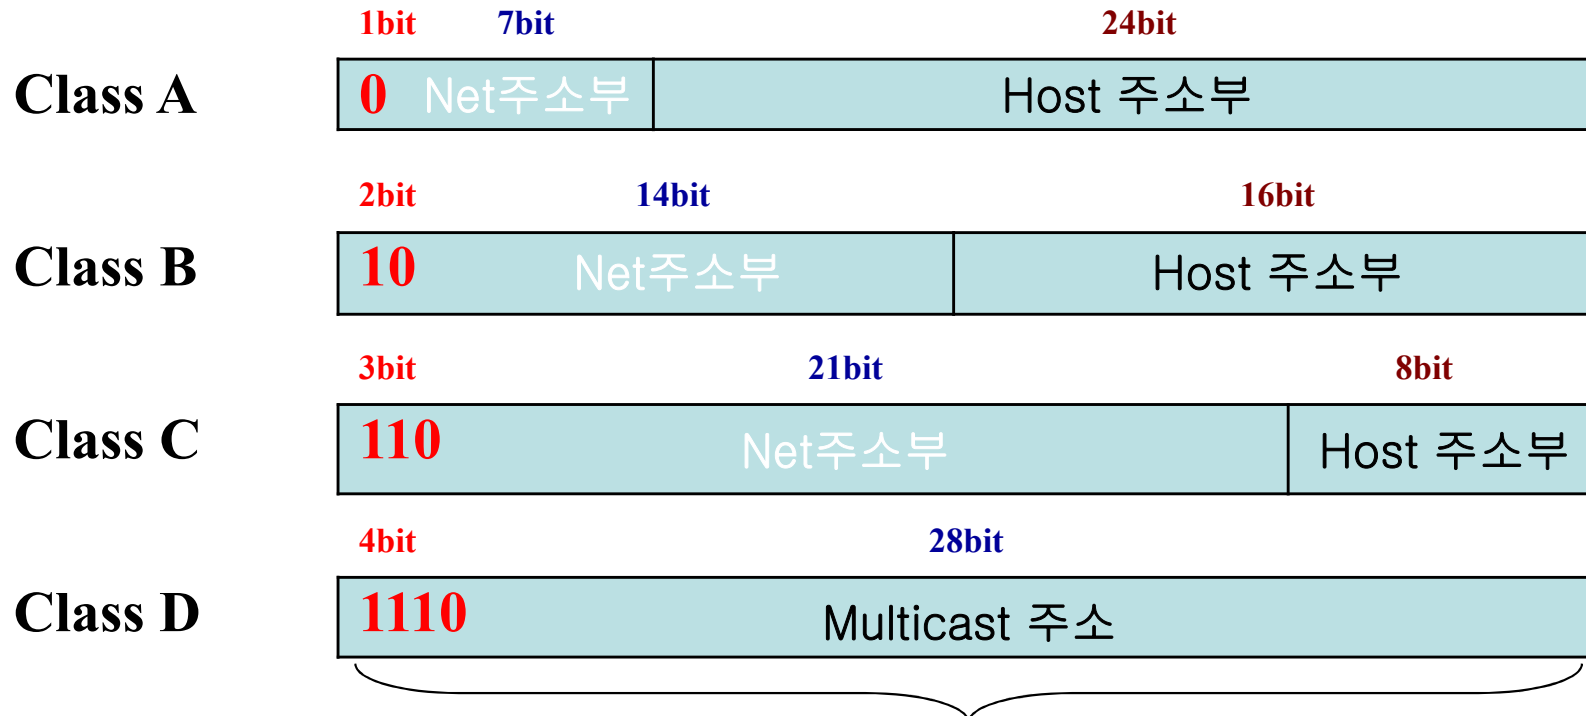 1bit 7bit 24bit
Class A 0 Net주소부 Host 주소부
2bit 14bit 16bit
Class B 10 Net주소부 Host 주소부
3bit 21bit 8bit
Class C 110 Net주소부 Host 주소부
4bit 28bit
Class D 1110 Multicast 주소